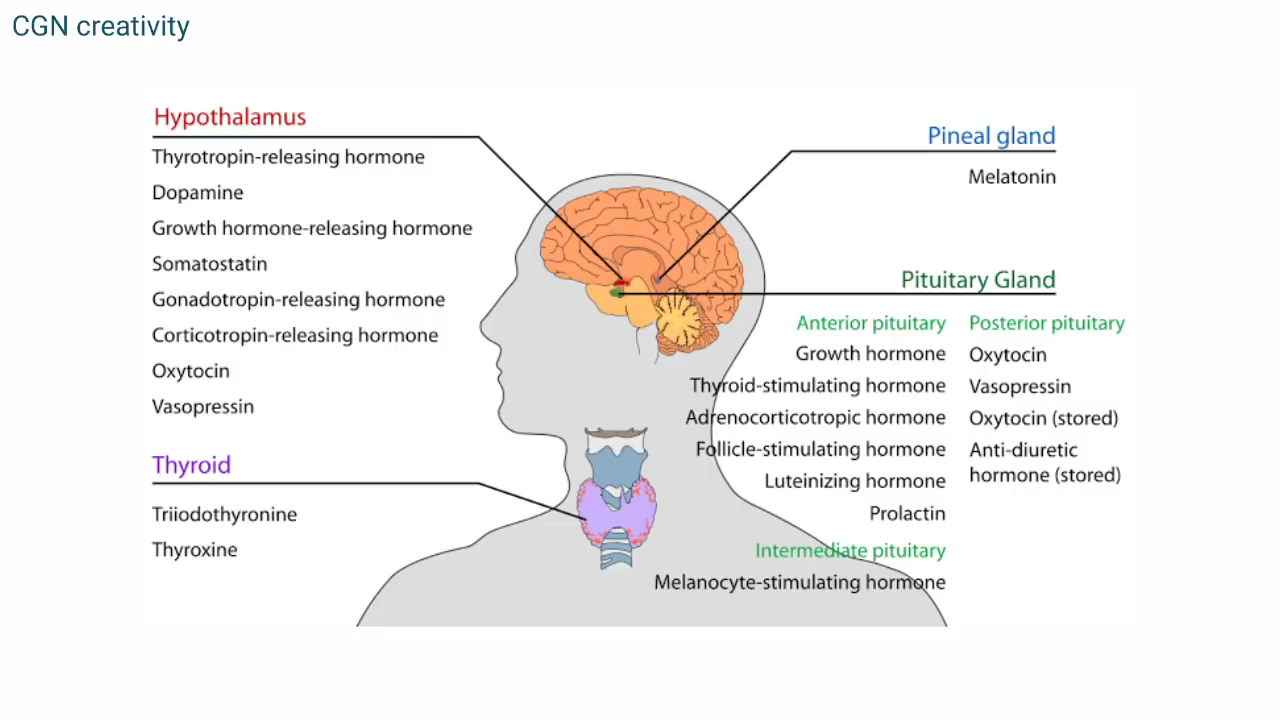 CGN creativity
Hypothalamus
Thyrotropin-releasing hormone
Dopamine
Growth hormone-releasing hormone
Somatostatin
Gonadotropin-releasing hormone
Corticotropin-releasing hormone
Oxytocin
Vasopressin
Thyroid
Triiodothyronine
Thyroxine
Pineal gland
Melatonin
Pituitary Gland
Anterior pituitary
Growth hormone
Thyroid-stimulating hormone
Adrenocorticotropic hormone
Follicle-stimulating hormone
Luteinizing hormone
Prolactin
Intermediate pituitary
Melanocyte-stimulating hormone
Posterior pituitary
Oxytocin
Vasopressin
Oxytocin (stored)
Anti-diuretic
hormone (stored)